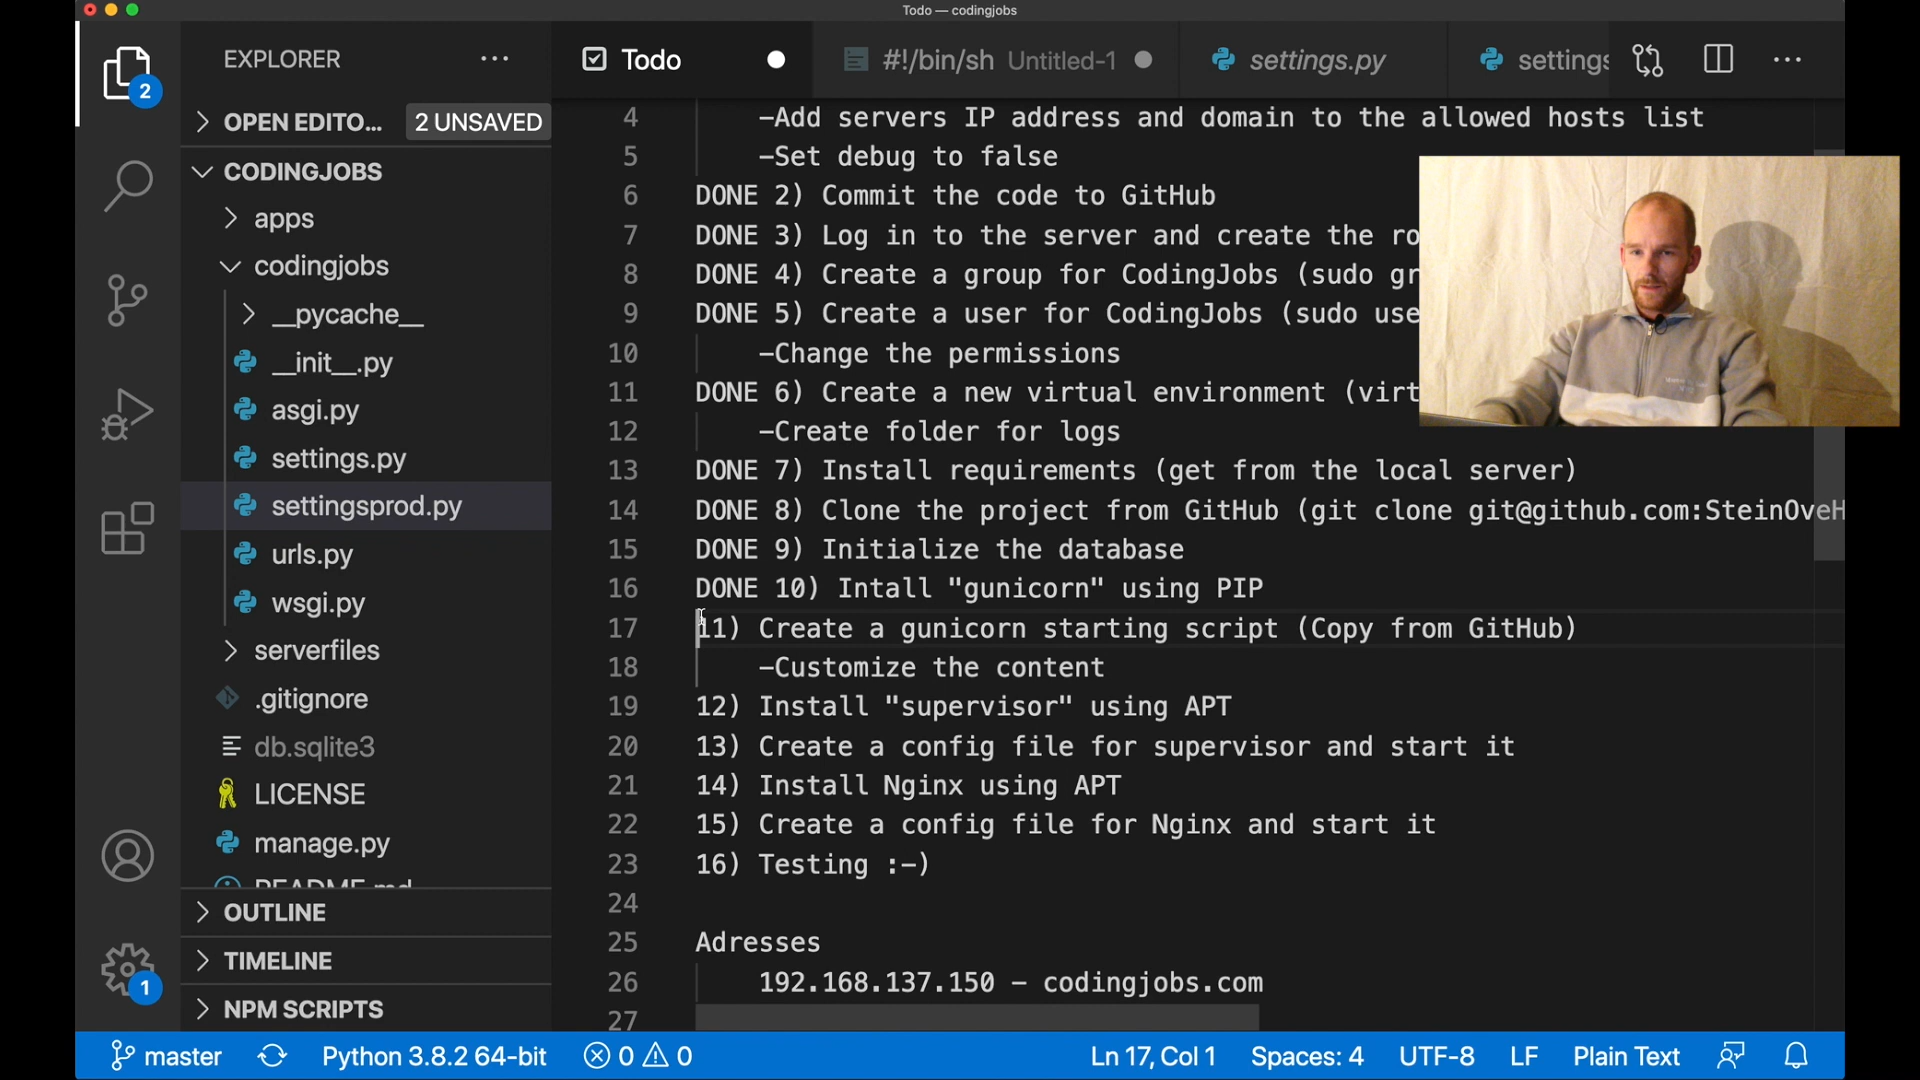 Todo — codingjobs
EXPLORER
Todo
#!/bin/sh Untitled-1
settings.py
settings
OPEN EDITO... 2 UNSAVED
2
CODINGJOBS
apps
codingjobs
__pycache__
__init__.py
asgi.py
settings.py
settingsprod.py
urls.py
wsgi.py
serverfiles
.gitignore
db.sqlite3
LICENSE
manage.py
README.md
OUTLINE
TIMELINE
NPM SCRIPTS
1
4 -Add servers IP address and domain to the allowed hosts list
5 -Set debug to false
6 DONE 2) Commit the code to GitHub
7 DONE 3) Log in to the server and create the ro
8 DONE 4) Create a group for CodingJobs (sudo gr
9 DONE 5) Create a user for CodingJobs (sudo use
10 -Change the permissions
11 DONE 6) Create a new virtual environment (virt
12 -Create folder for logs
13 DONE 7) Install requirements (get from the local server)
14 DONE 8) Clone the project from GitHub (git clone git@github.com:SteinOveH
15 DONE 9) Initialize the database
16 DONE 10) Intall "gunicorn" using PIP
17 11) Create a gunicorn starting script (Copy from GitHub)
18 -Customize the content
19 12) Install "supervisor" using APT
20 13) Create a config file for supervisor and start it
21 14) Install Nginx using APT
22 15) Create a config file for Nginx and start it
23 16) Testing :-)
24
25 Adresses
26 192.168.137.150 - codingjobs.com
27
master Python 3.8.2 64-bit 0 0 Ln 17, Col 1 Spaces: 4 UTF-8 LF Plain Text